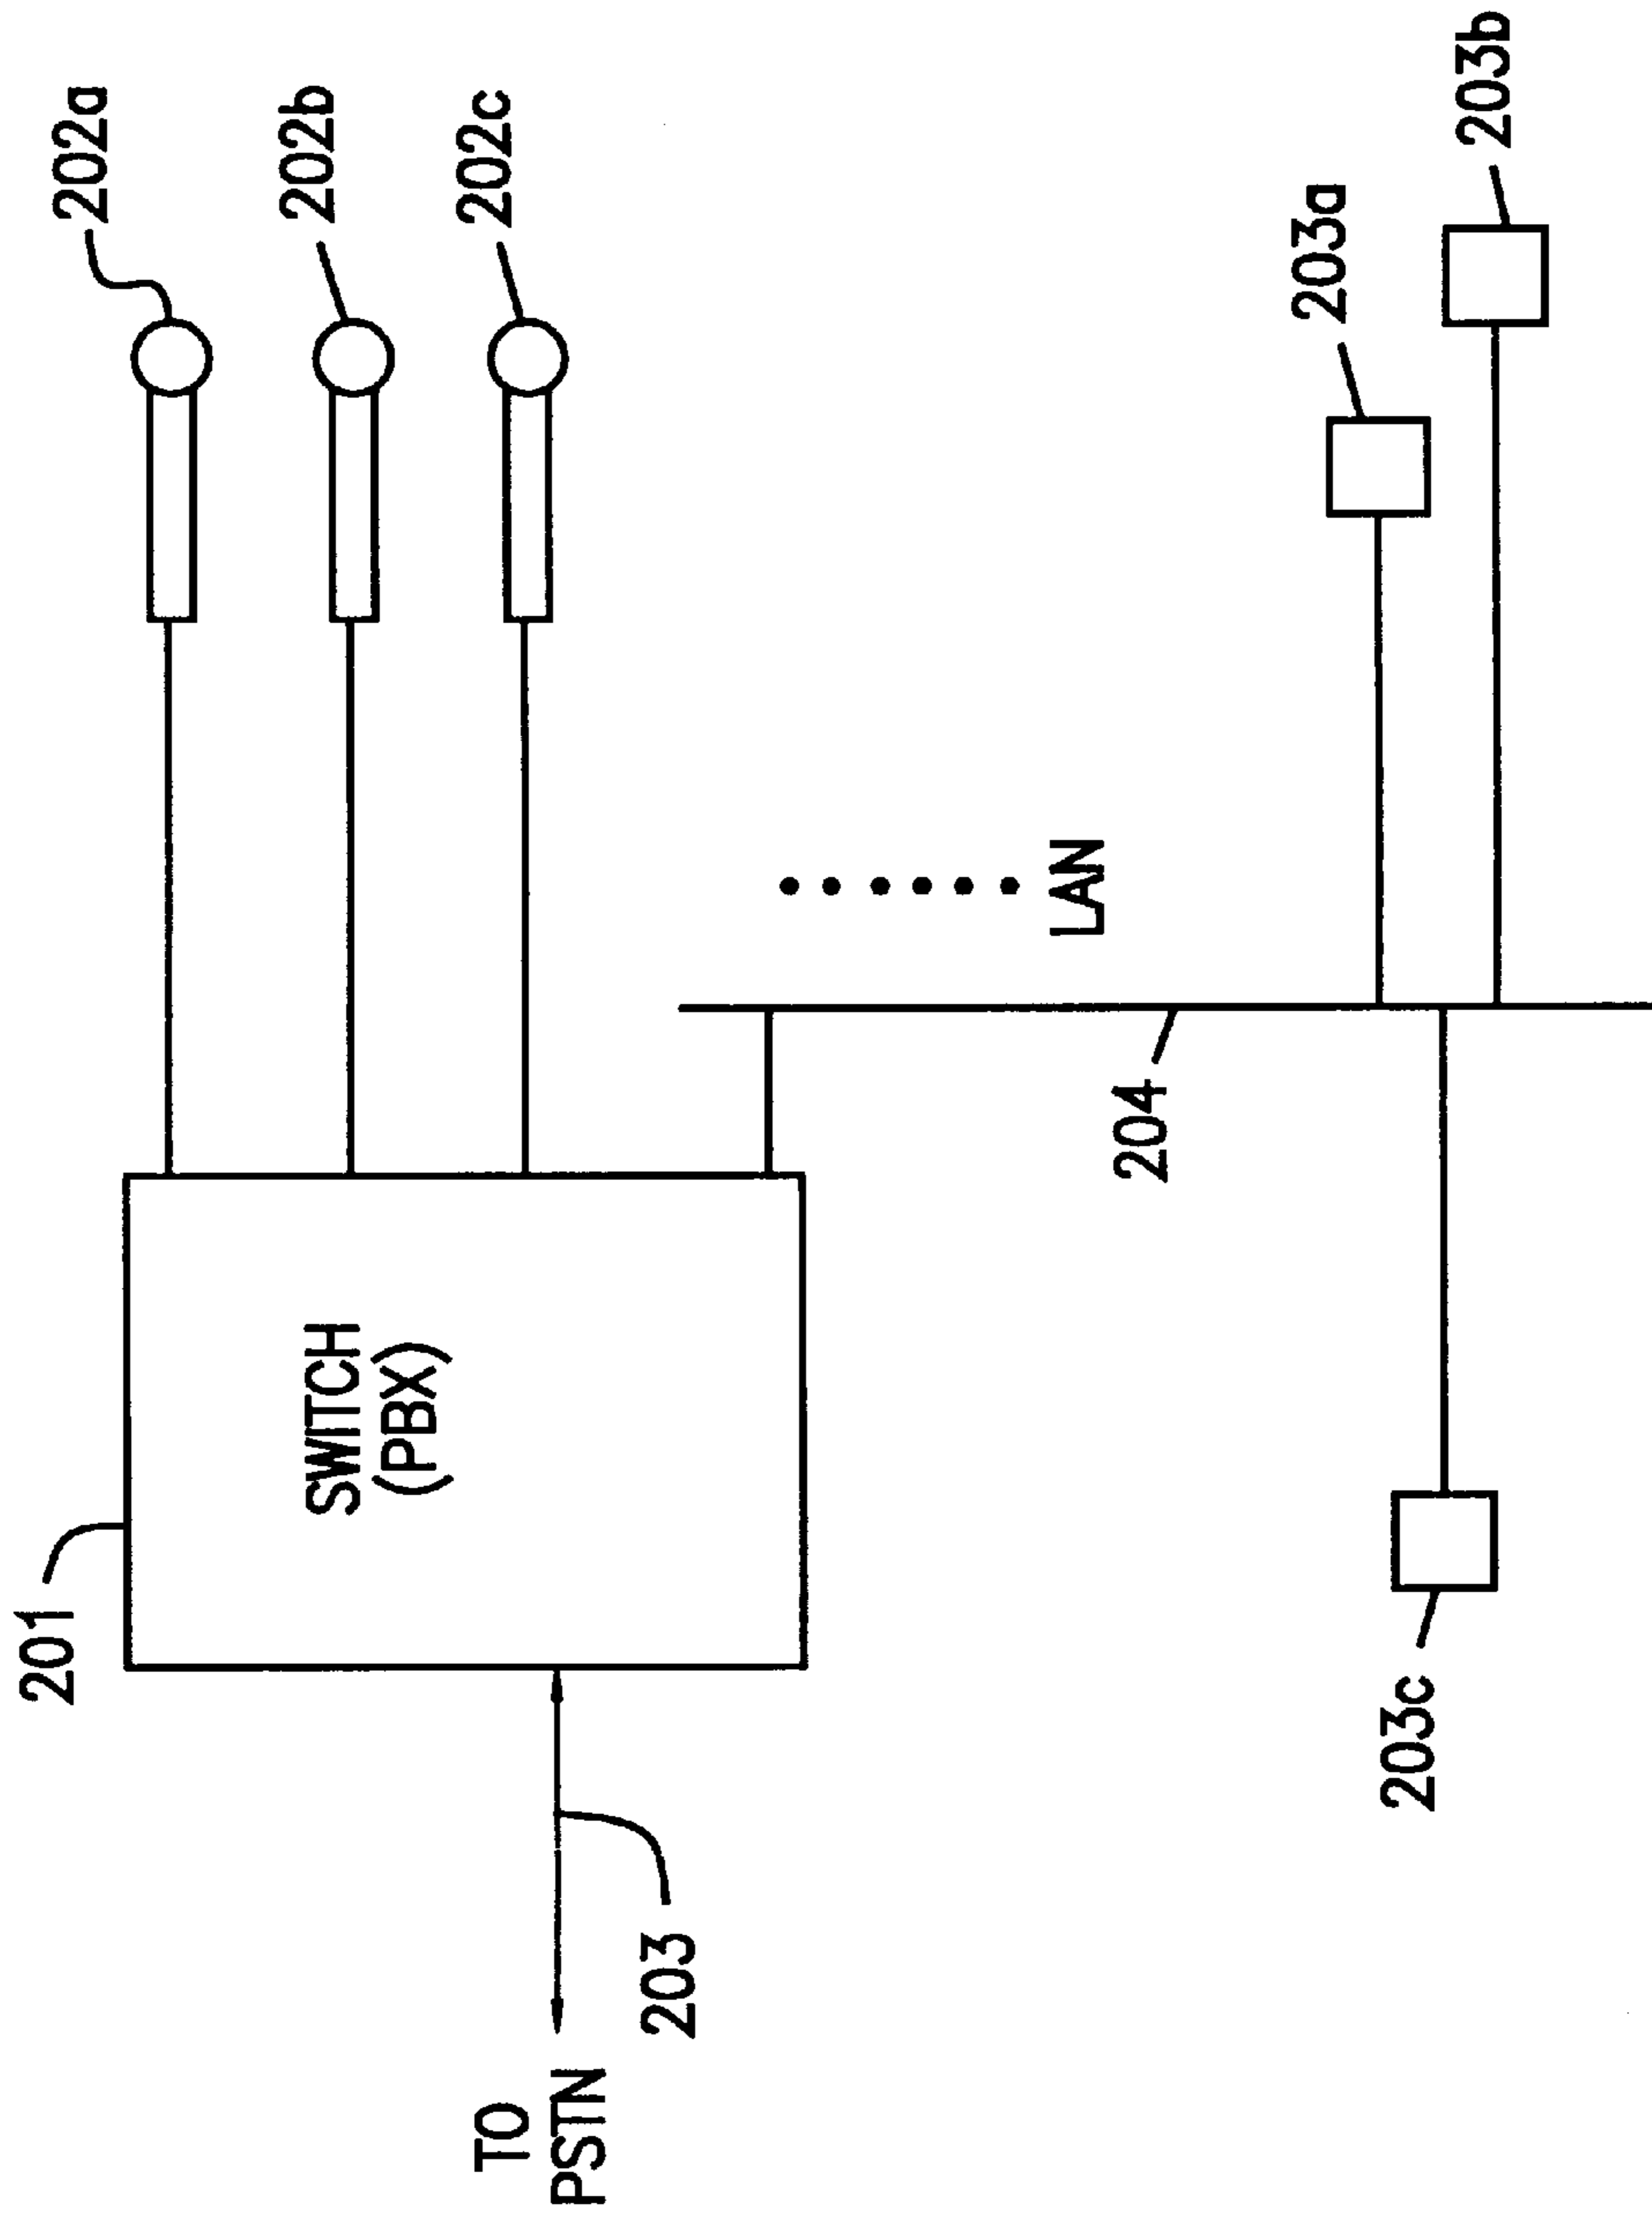 201
SWITCH
(PBX)
202a
202b
202c
TO
PSTN
203
204
LAN
203a
203b
203c